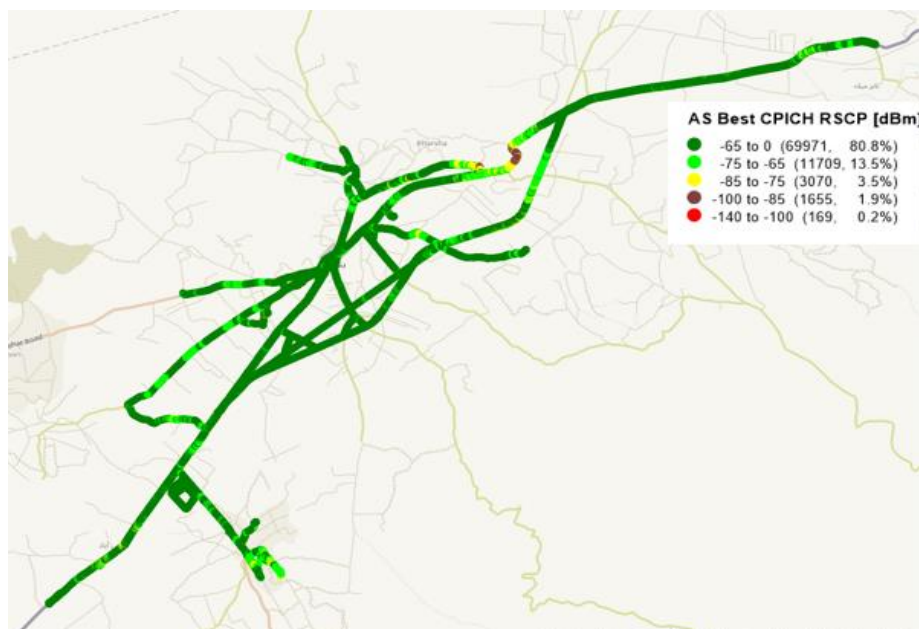 AS Best CPICH RSCP [dBm]
-65 to 0 (69971, 80.8%)
-75 to -65 (11709, 13.5%)
-85 to -75 (3070, 3.5%)
-100 to -85 (1655, 1.9%)
-140 to -100 (169, 0.2%)